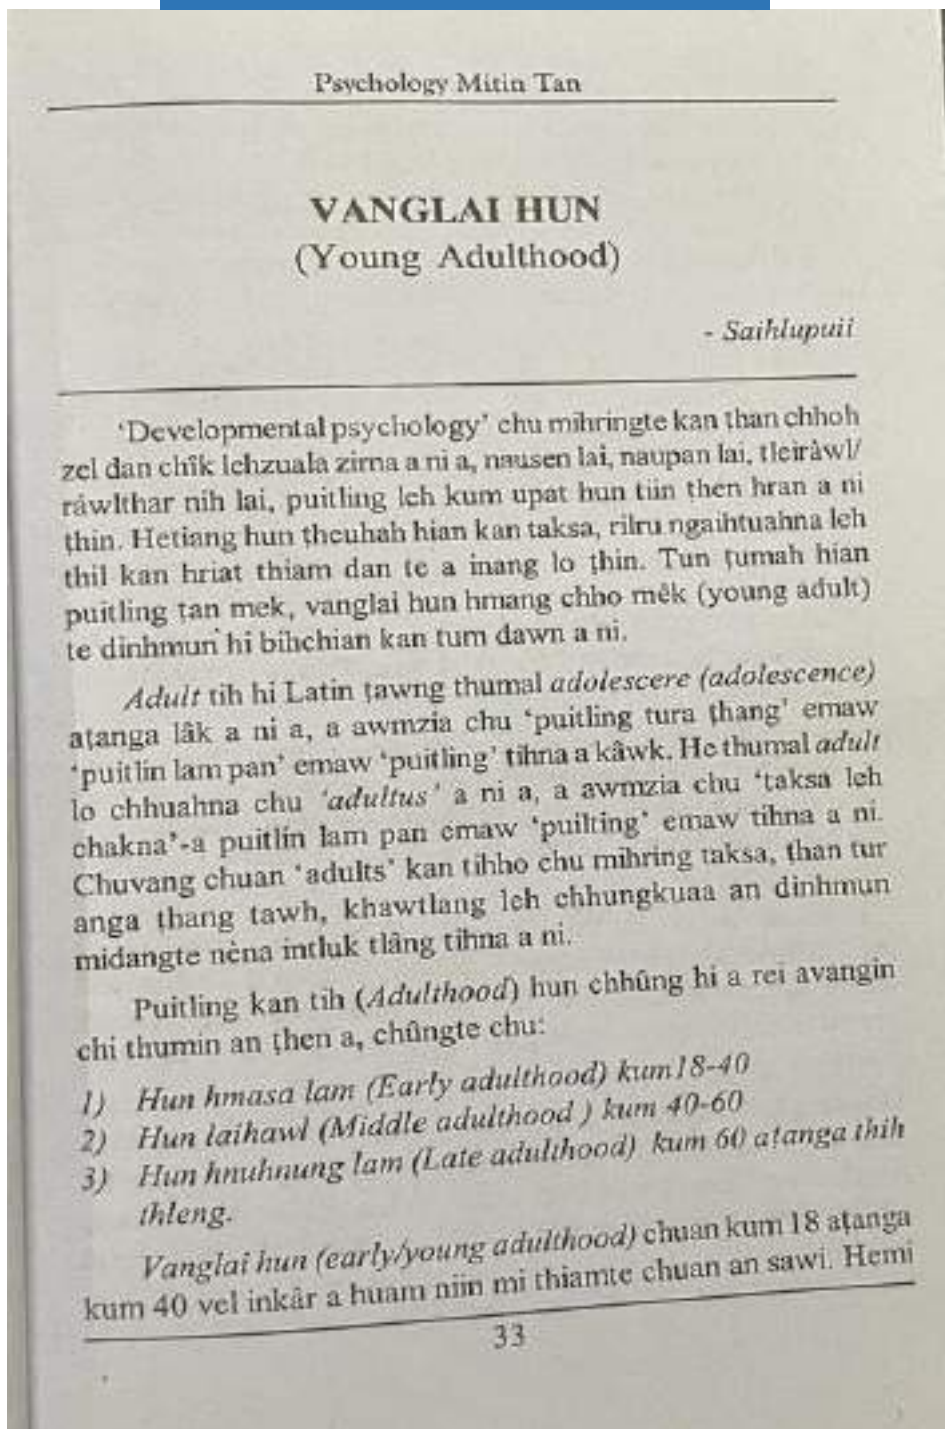 Psychology Mitin Tan
VANGLAI HUN
(Young Adulthood)
- Saihlupuii
‘Developmental psychology’ chu mihringte kan ṭhan chhoh
zel dan chîk lehzuala zirna a ni a, nausen lai, naupan lai, tleirâwl/
râwlthar nih lai, puitling leh kum upat hun tiin then hran a ni
ṭhin. Hetiang hun ṭheuhah hian kan taksa, rilru ngaihtuahna leh
thil kan hriat thiam dan te a inang lo ṭhin. Tun ṭumah hian
puitling ṭan mek, vanglai hun hmang chho mêk (young adult)
te dinhmun hi bihchian kan tum dawn a ni.
Adult tih hi Latin ṭawng thumal adolescere (adolescence)
aṭanga lâk a ni a, a awmzia chu ‘puitling tura ṭhang’ emaw
‘puitlin lam pan’ emaw ‘puitling’ tihna a kâwk. He thumal adult
lo chhuahna chu ‘adultus’ a ni a, a awmzia chu ‘taksa leh
chakna’-a puitlin lam pan emaw ‘puilting’ emaw tihna a ni.
Chuvang chuan ‘adults’ kan tihho chu mihring taksa, ṭhan tur
anga ṭhang tawh, khawtlang leh chhungkuaa an dinhmun
midangte nèna intluk tlâng tihna a ni.
Puitling kan tih (Adulthood) hun chhûng hi a rei avangin
chi thumin an ṭhen a, chûngte chu:
1) Hun hmasa lam (Early adulthood) kum18-40
2) Hun laihawl (Middle adulthood ) kum 40-60
3) Hun hnuhnung lam (Late adulthood) kum 60 aṭanga thih
thleng.
Vanglai hun (early/young adulthood) chuan kum 18 aṭanga
kum 40 vel inkâr a huam niin mi thiamte chuan an sawi. Hemi
33